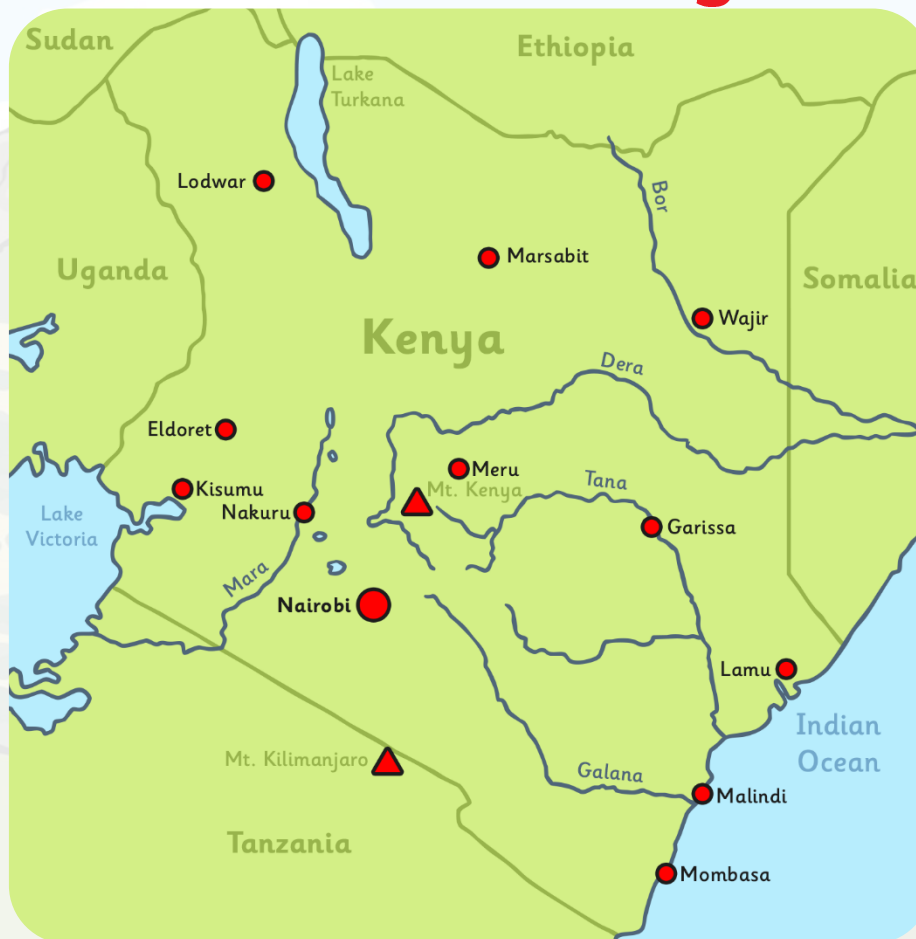 Sudan
Ethiopia
Lake
Turkana
Lodwar
Bor
Marsabit
Uganda
Somalia
Wajir
Kenya
Dera
Eldoret
Meru
Kisumu
Mt. Kenya
Tana
Lake
Victoria
Nakuru
Garissa
Mara
Nairobi
Lamu
Indian
Ocean
Mt. Kilimanjaro
Galana
Malindi
Tanzania
Mombasa